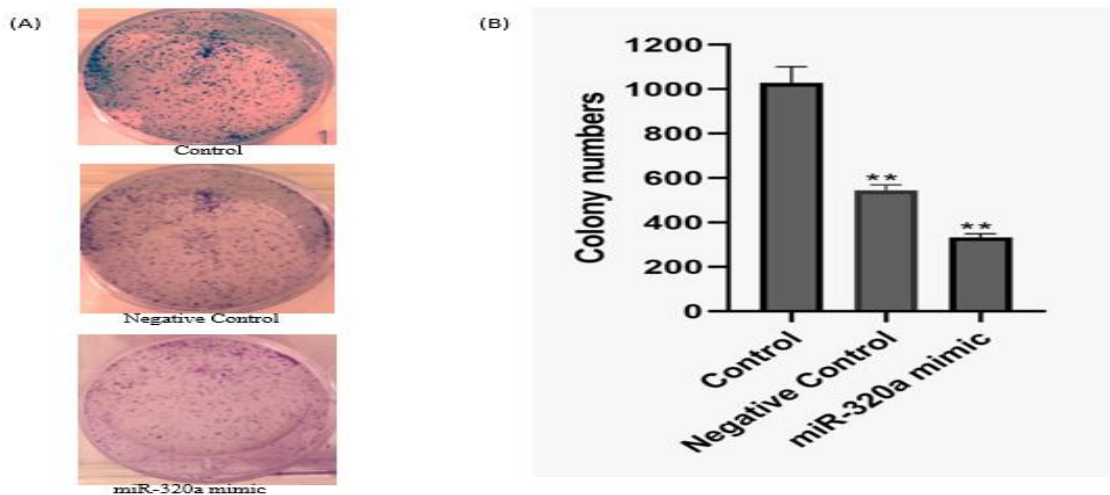 (A)
Control
Negative Control
miR-320a mimic
(B)
Colony numbers
1200
1000
800
600
400
200
0
**
**
Control
Negative Control
miR-320a mimic